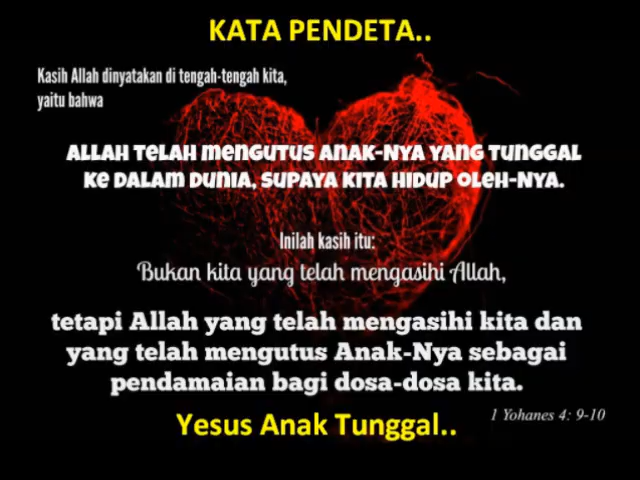 KATA PENDETA..
Kasih Allah dinyatakan di tengah-tengah kita,
yaitu bahwa
ALLAH TELAH MENGUTUS ANAK-NYA YANG TUNGGAL
KE DALAM DUNIA, SUPAYA KITA HIDUP OLEH-NYA.
Inilah kasih itu:
Bukan kita yang telah mengasihi Allah,
tetapi Allah yang telah mengasihi kita dan
yang telah mengutus Anak-Nya sebagai
pendamaian bagi dosa-dosa kita.
1 Yohanes 4: 9-10
Yesus Anak Tunggal..